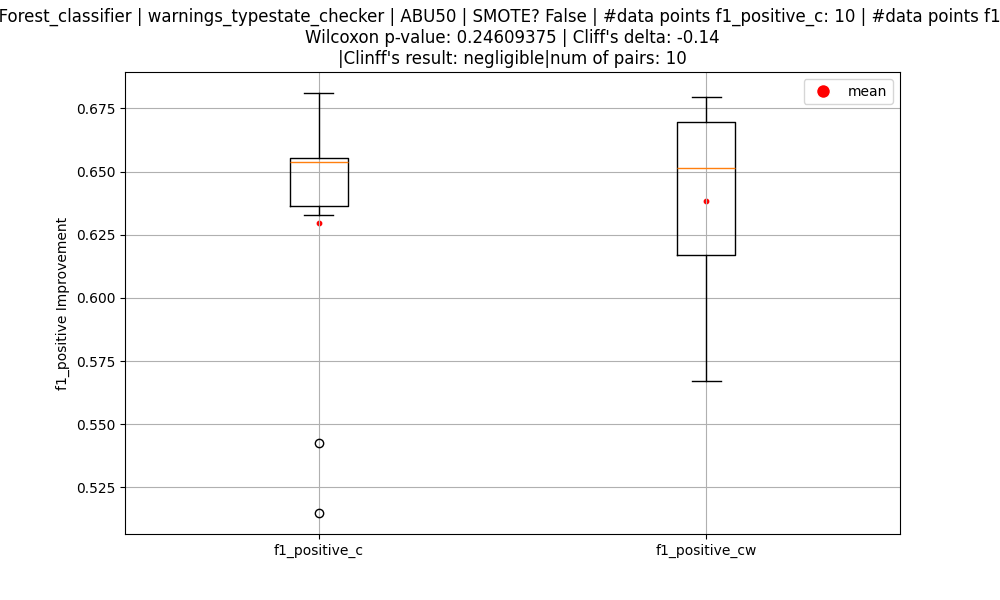 Forest_classifier | warnings_typestate_checker | ABU50 | SMOTE? False | #data points f1_positive_c: 10 | #data points f1
Wilcoxon p-value: 0.24609375 | Cliff's delta: -0.14
|Clinff's result: negligible|num of pairs: 10
mean
0.675
0.650
0.625
0.600
0.575
0.550
0.525
f1_positive Improvement
f1_positive_c
f1_positive_cw